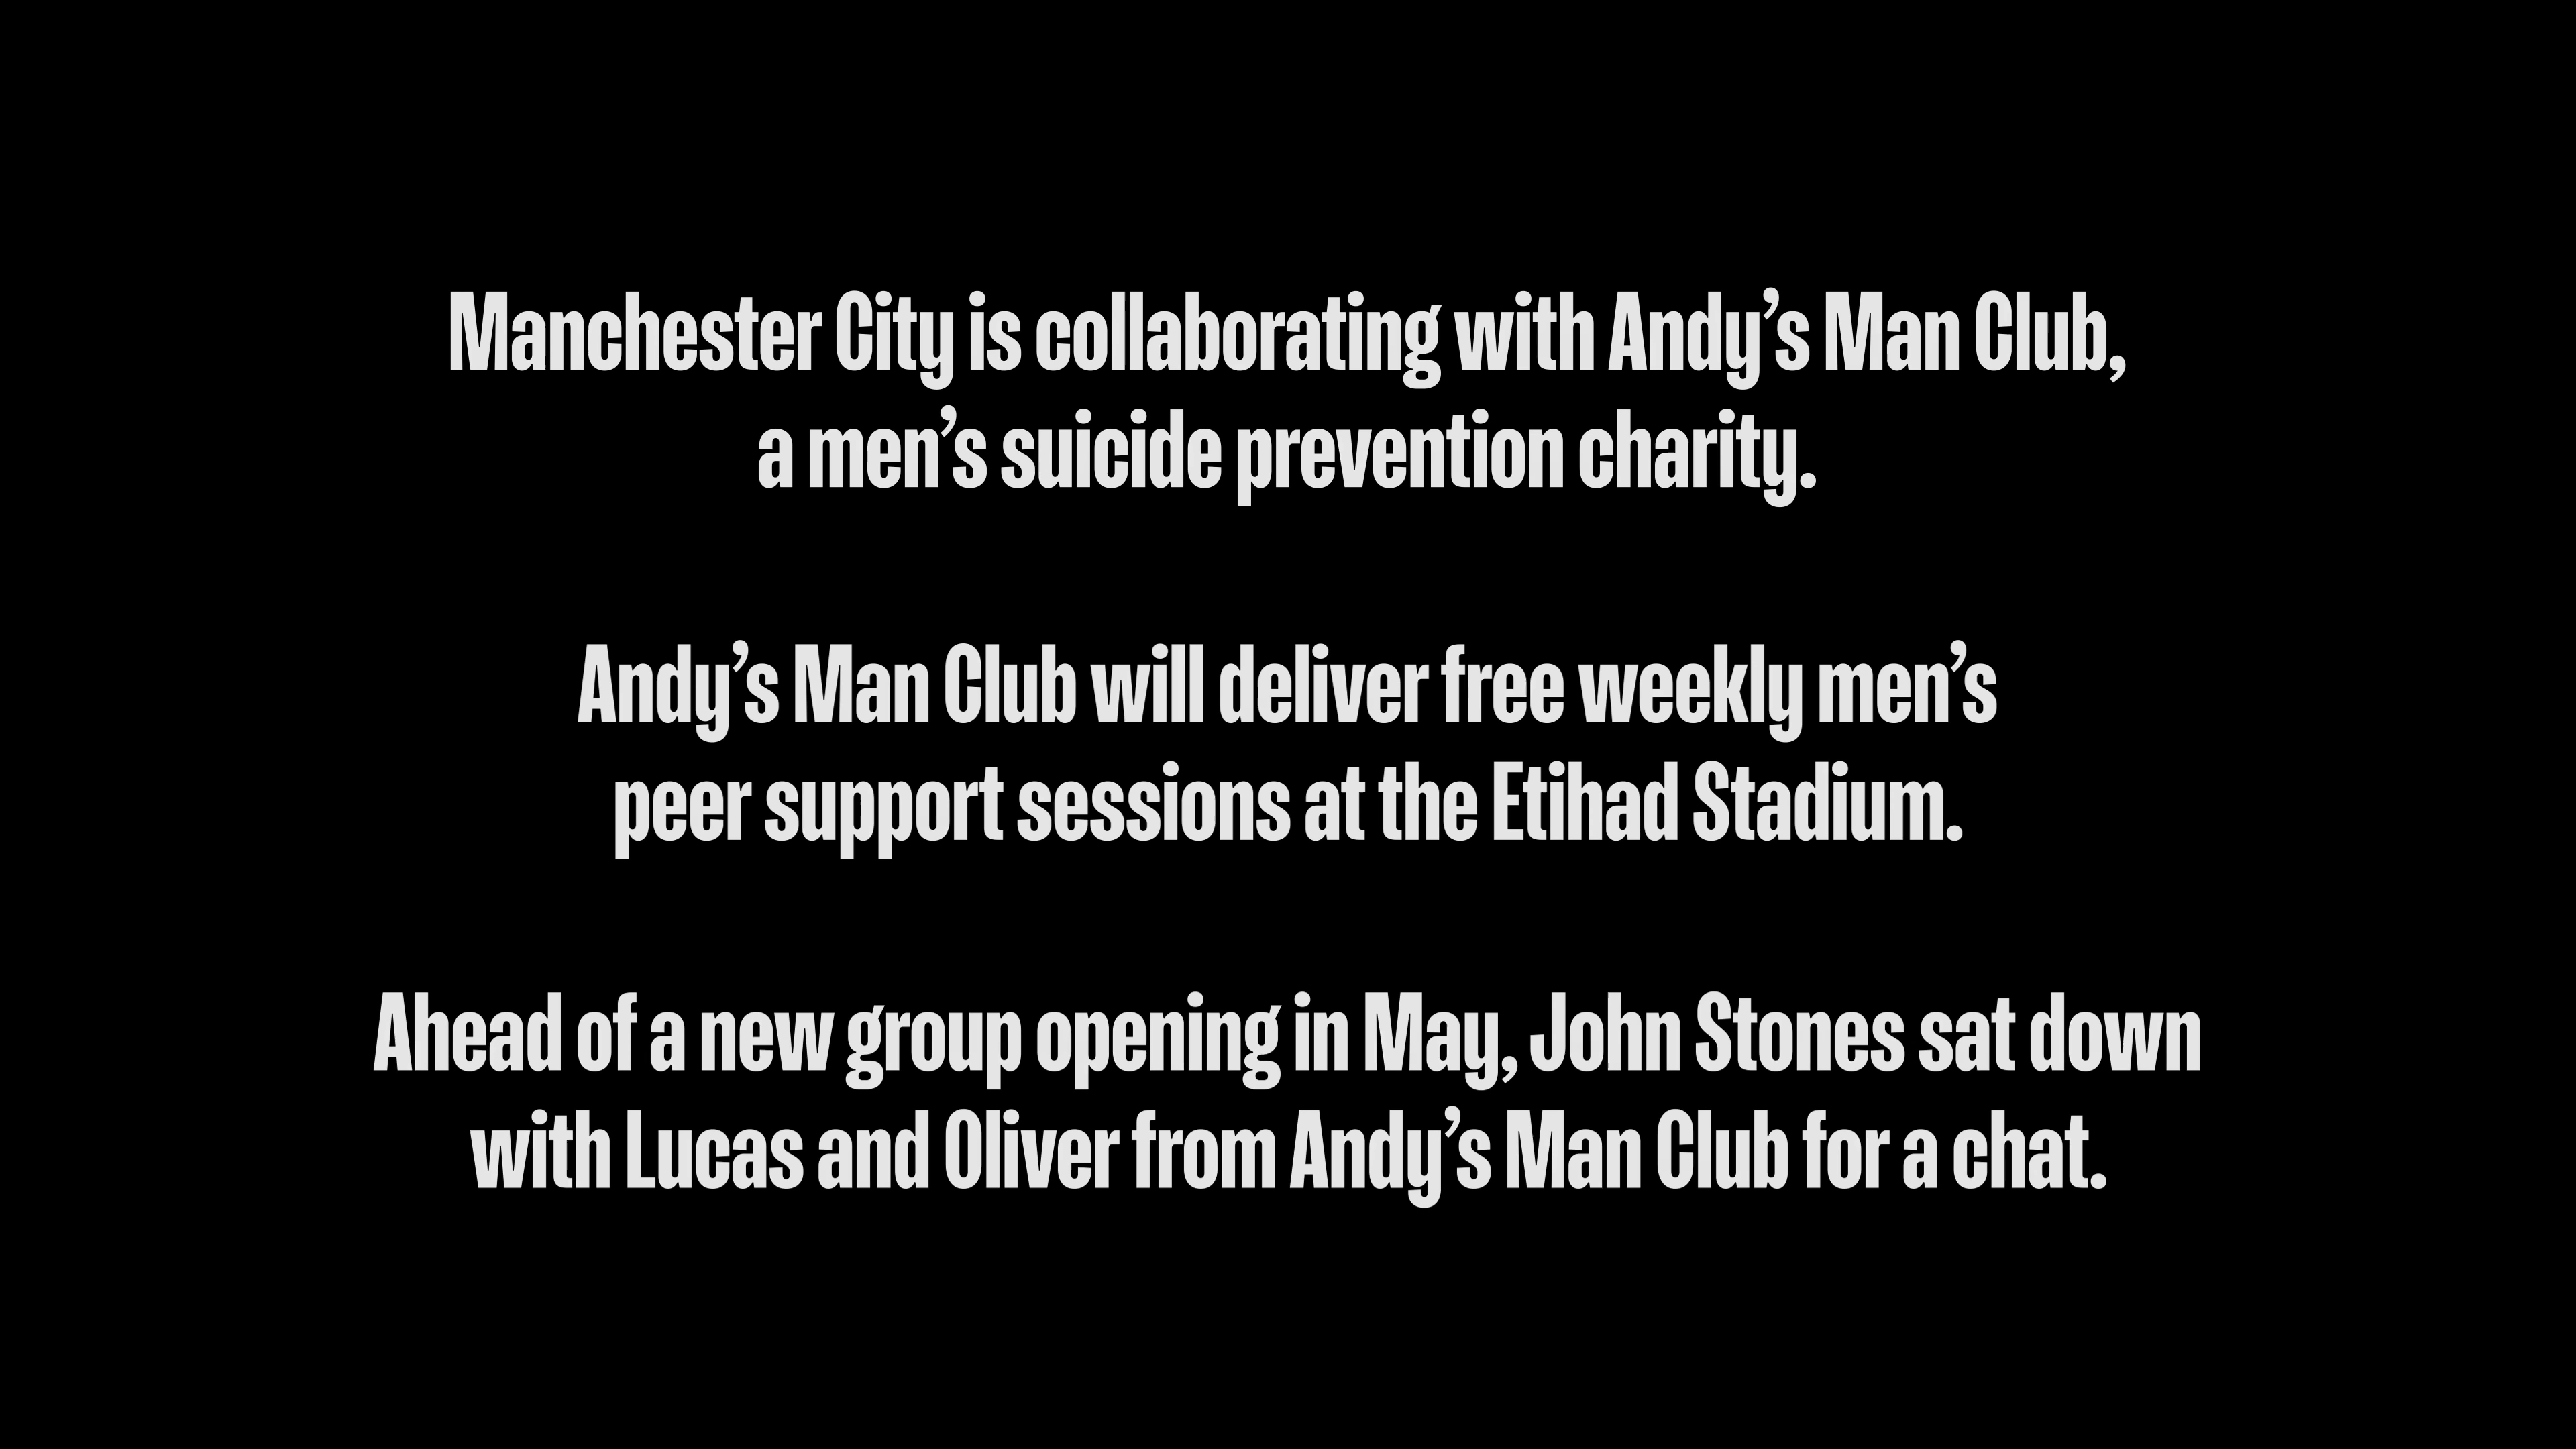 Manchester City is collaborating with Andy’s Man Club,
a men’s suicide prevention charity.
Andy’s Man Club will deliver free weekly men’s
peer support sessions at the Etihad Stadium.
Ahead of a new group opening in May, John Stones sat down
with Lucas and Oliver from Andy’s Man Club for a chat.